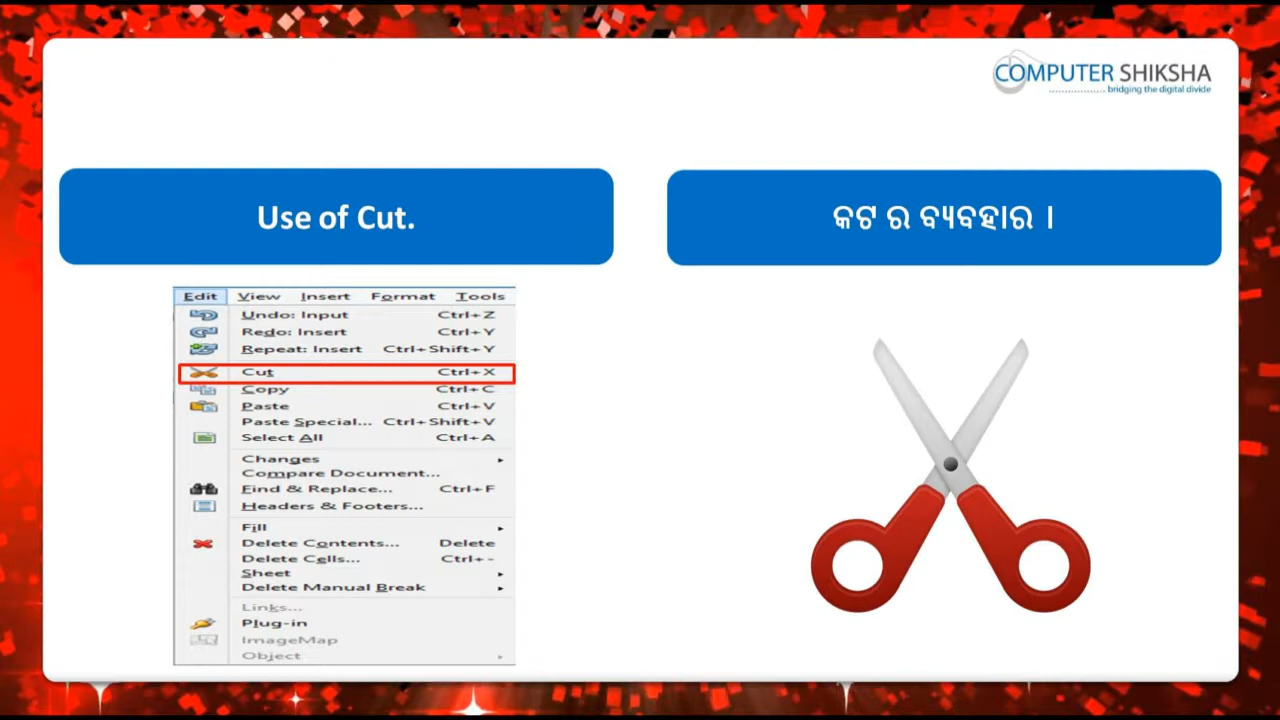 COMPUTER SHIKSHA
bridging the digital divide
Use of Cut.
କଟ ର ବ୍ୟବହାର ।
Edit View Insert Format Tools
Undo: Input Ctrl+Z
Redo: Insert Ctrl+Y
Repeat: Insert Ctrl+Shift+Y
Cut Ctrl+X
Copy Ctrl+C
Paste Ctrl+V
Paste Special... Ctrl+Shift+V
Select All Ctrl+A
Changes
Compare Document...
Find & Replace... Ctrl+F
Headers & Footers...
Fill
Delete Contents... Delete
Delete Cells... Ctrl+-
Sheet
Delete Manual Break
Links...
Plug-in
ImageMap
Object